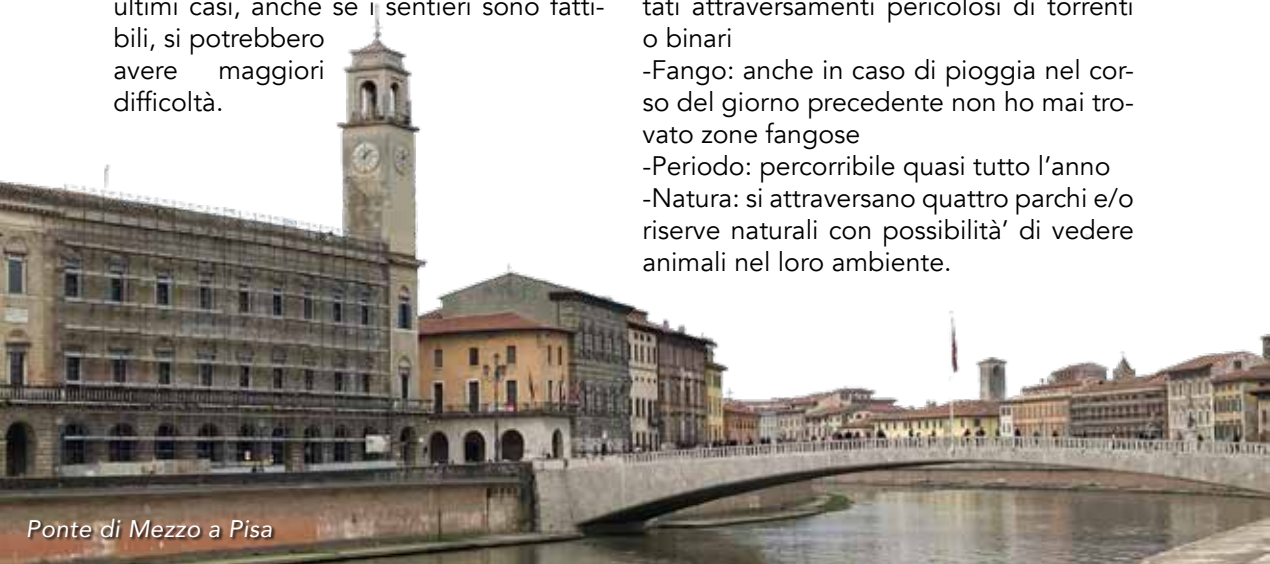 ultimi casi, anche se i sentieri sono fatti-
bili, si potrebbero
avere maggiori
difficoltà.
tati attraversamenti pericolosi di torrenti
o binari
-Fango: anche in caso di pioggia nel cor-
so del giorno precedente non ho mai tro-
vato zone fangose
-Periodo: percorribile quasi tutto l’anno
-Natura: si attraversano quattro parchi e/o
riserve naturali con possibilità’ di vedere
animali nel loro ambiente.
Ponte di Mezzo a Pisa